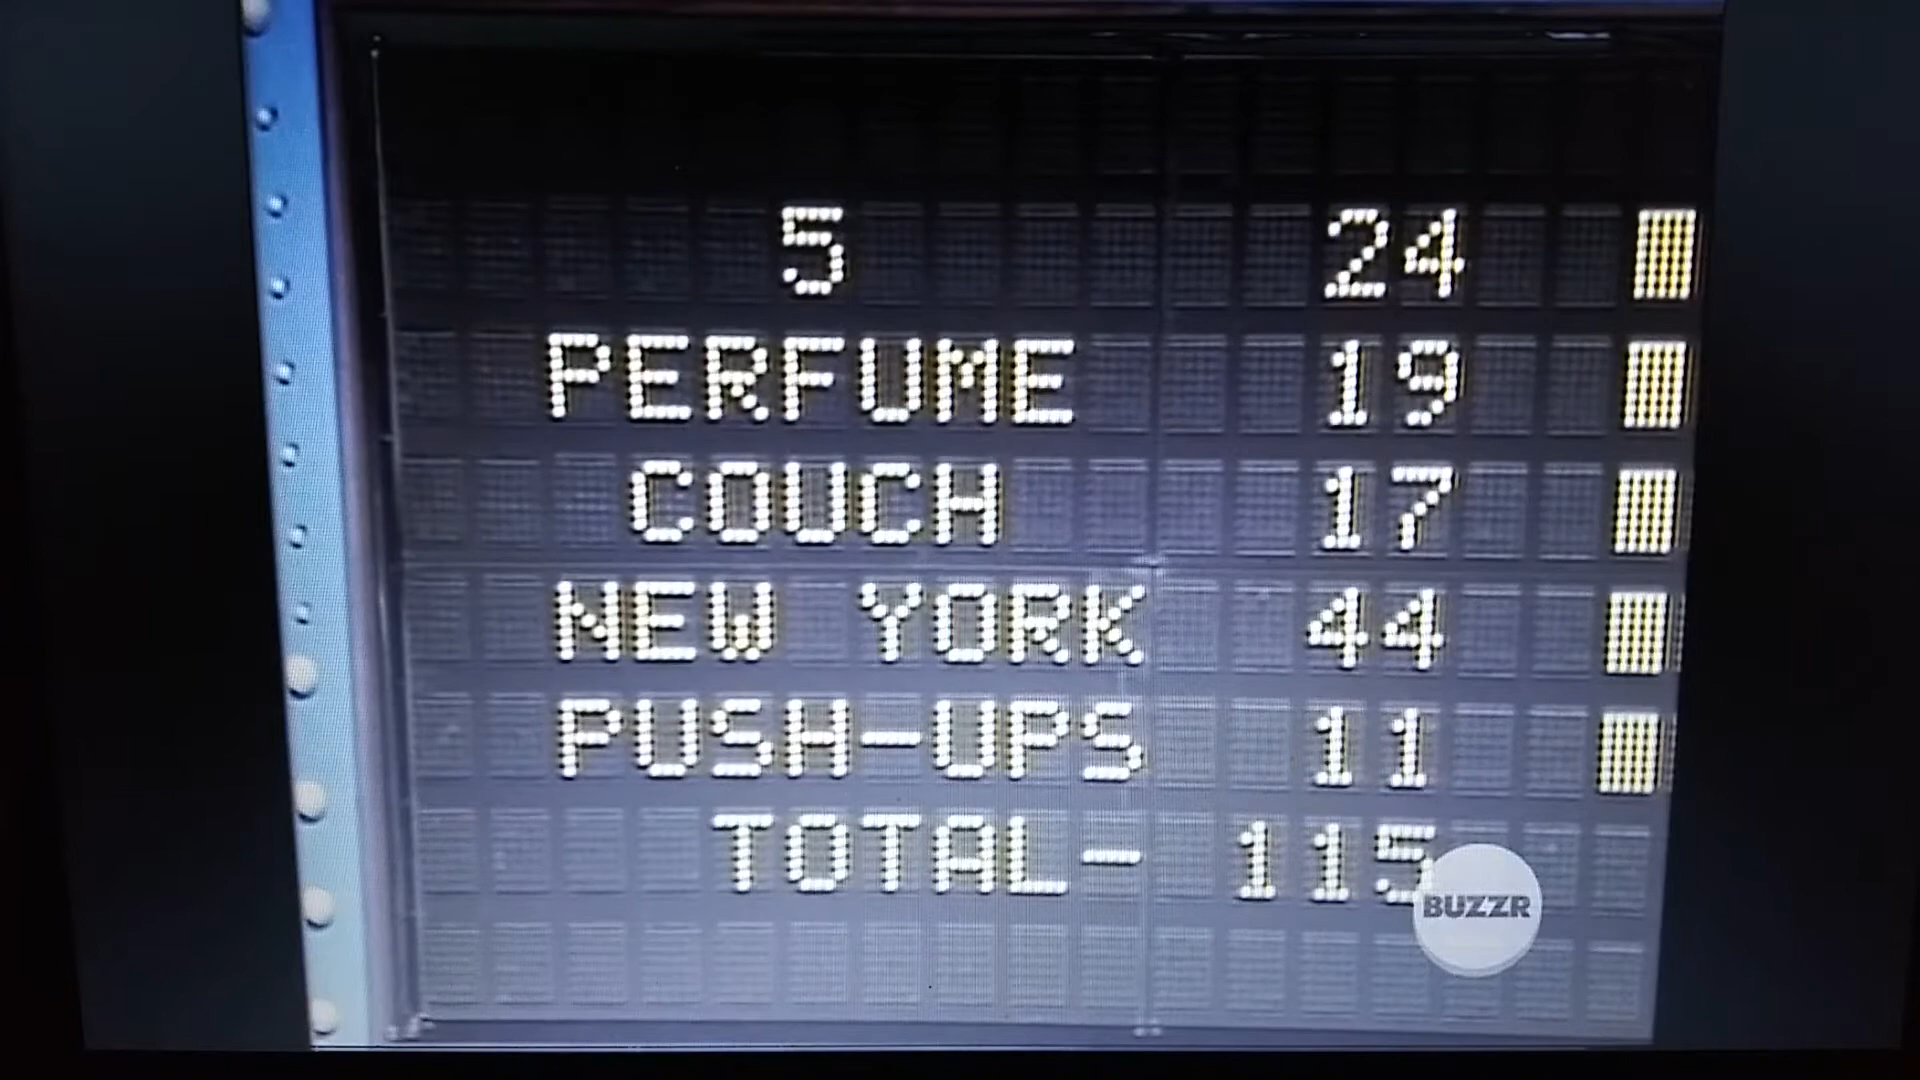 5 24
PERFUME 19
COUCH 17
NEW YORK 44
PUSH-UPS 11
TOTAL- 115
BUZZR